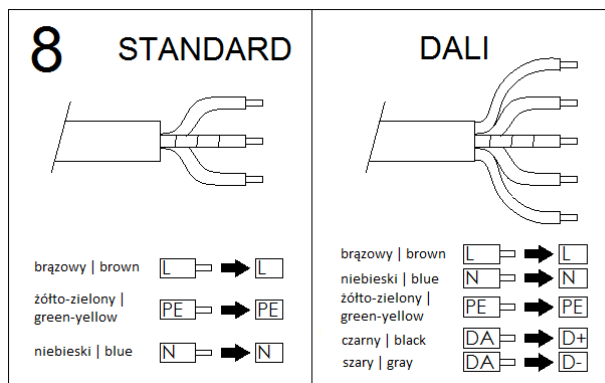 8 STANDARD
brązowy | brown L L
żółto-zielony |
green-yellow PE PE
niebieski | blue N N
DALI
brązowy | brown L L
niebieski | blue N N
żółto-zielony |
green-yellow PE PE
czarny | black DA D+
szary | gray DA D-